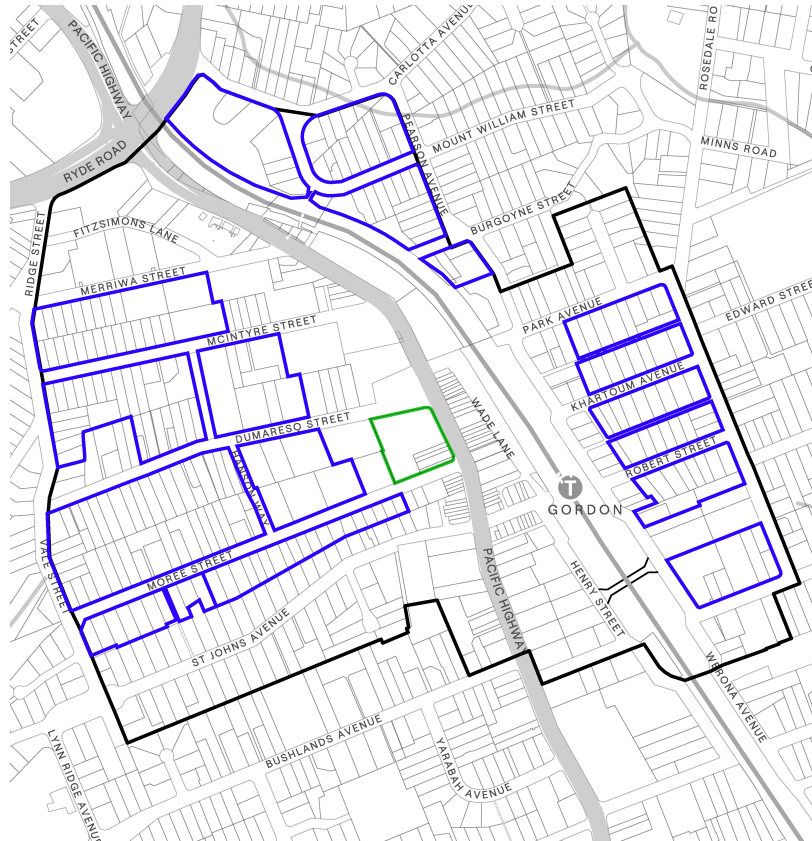 STREET
PACIFIC HIGHWAY
CARLOTTA AVENUE
ROSEDALE RO
PEARSON AVENUE
MOUNT WILLIAM STREET
MINNS ROAD
RYDE ROAD
BURGOYNE STREET
RIDGE STREET
FITZSIMONS LANE
MERRIWA STREET
EDWARD STREE
PARK AVENUE
MCINTYRE STREET
KHARTOUM AVENUE
WADE LANE
DUMARESQ STREET
ROBERT STREET
HANSON WAY
T
GORDON
MOREE STREET
VALE STREET
PACIFIC HIGHWAY
HENRY STREET
ST JOHNS AVENUE
WERONA AVENUE
BUSHLANDS AVENUE
YARABAH AVENUE
LYNN RIDGE AVENUE